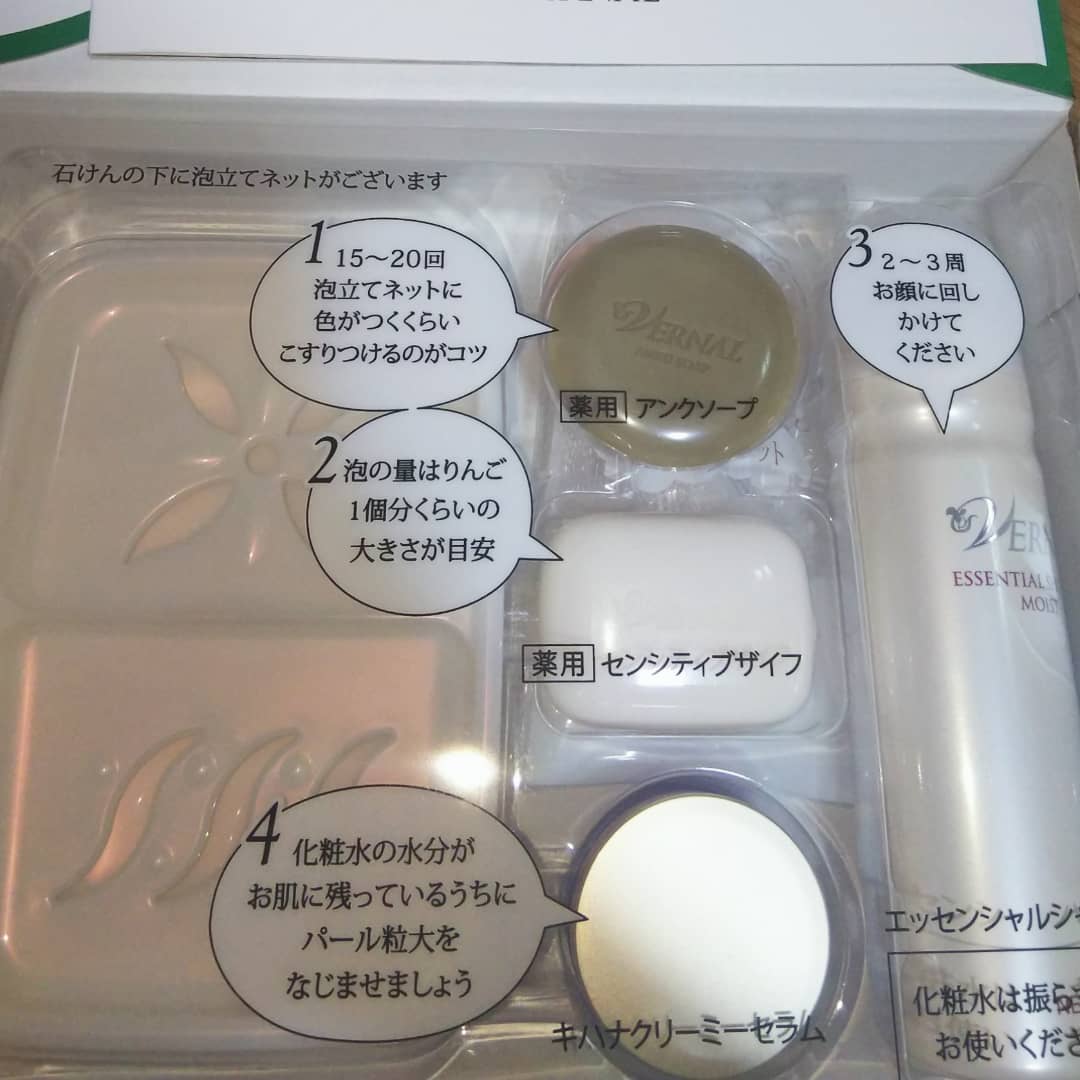 石けんの下に泡立てネットがございます
1 15～20回
泡立てネットに
色がつくくらい
こすりつけるのがコツ
VERNAL
薬用 アンクソープ
ット
2 泡の量はりんご
1個分くらいの
大きさが目安
薬用 センシティブザイフ
3 2～3周
お顔に回し
かけて
ください
VERN
ESSENTIAL
MOIST
エッセンシャルシャ
化粧水は振ら
お使いくださ
4 化粧水の水分が
お肌に残っているうちに
パール粒大を
なじませましょう
キハナクリーミーセラム